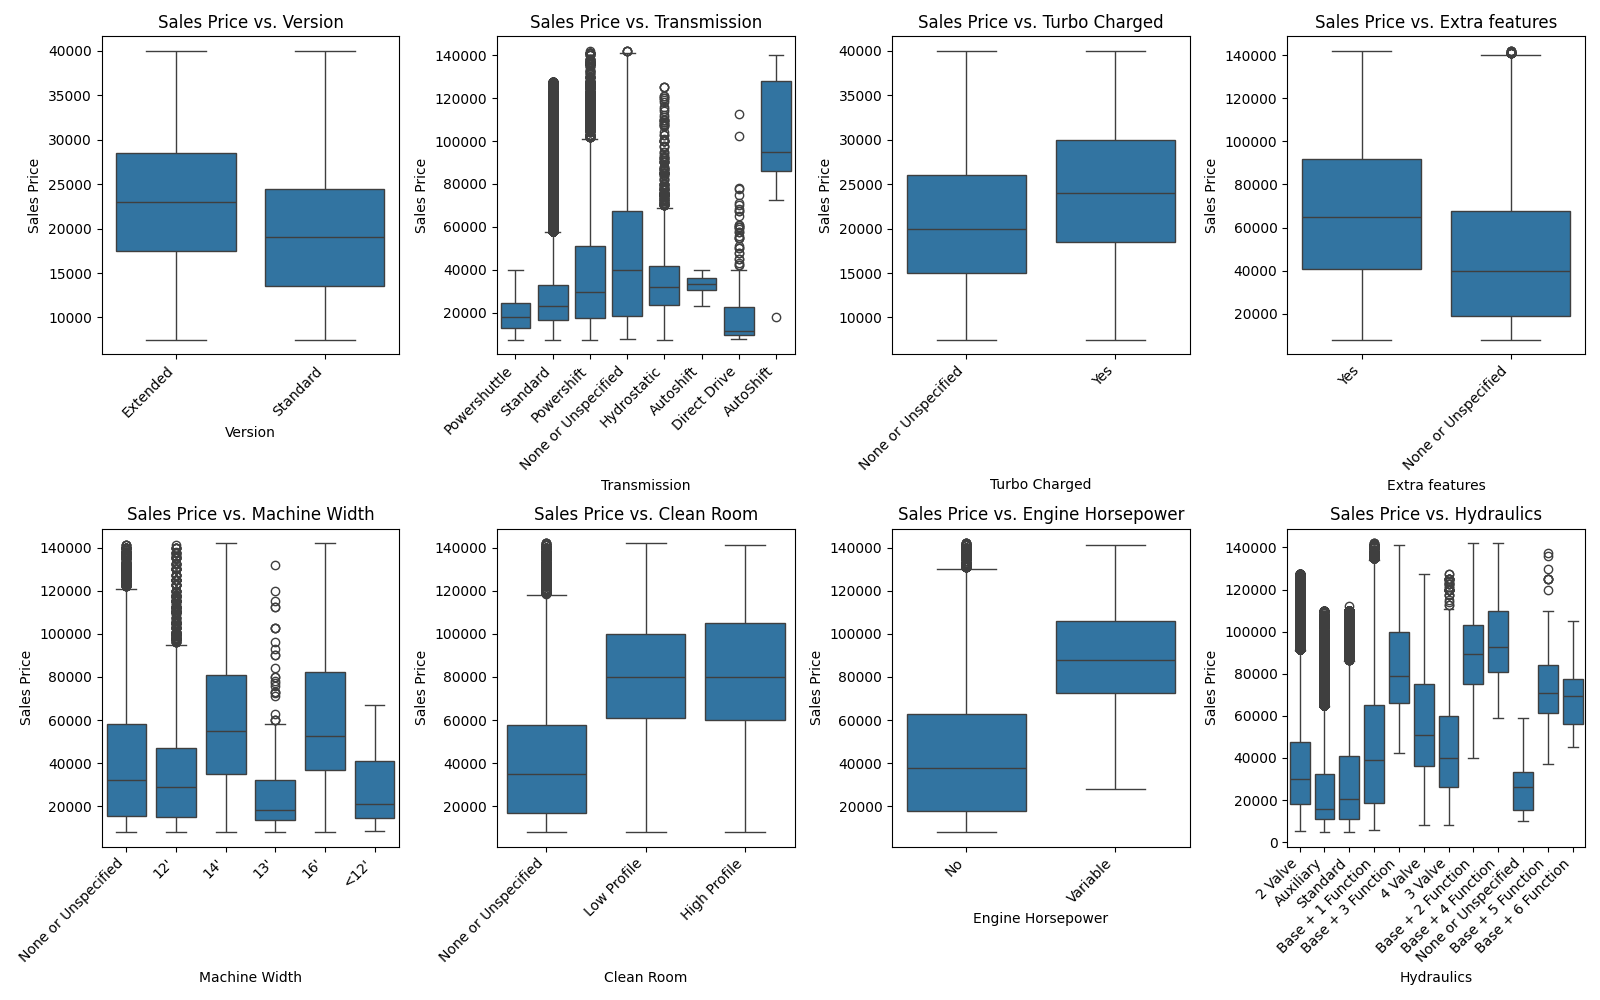 Sales Price vs. Version
Sales Price
40000
35000
30000
25000
20000
15000
10000
Extended
Standard
Version
Sales Price vs. Transmission
Sales Price
140000
120000
100000
80000
60000
40000
20000
Powershuttle
Standard
Powershift
None or Unspecified
Hydrostatic
Autoshift
Direct Drive
AutoShift
Transmission
Sales Price vs. Turbo Charged
Sales Price
40000
35000
30000
25000
20000
15000
10000
None or Unspecified
Yes
Turbo Charged
Sales Price vs. Extra features
Sales Price
140000
120000
100000
80000
60000
40000
20000
Yes
None or Unspecified
Extra features
Sales Price vs. Machine Width
Sales Price
140000
120000
100000
80000
60000
40000
20000
None or Unspecified
12'
14'
13'
16'
<12'
Machine Width
Sales Price vs. Clean Room
Sales Price
140000
120000
100000
80000
60000
40000
20000
None or Unspecified
Low Profile
High Profile
Clean Room
Sales Price vs. Engine Horsepower
Sales Price
140000
120000
100000
80000
60000
40000
20000
No
Variable
Engine Horsepower
Sales Price vs. Hydraulics
Sales Price
140000
120000
100000
80000
60000
40000
20000
0
2 Valve
Auxiliary
Standard
Base + 1 Function
Base + 3 Function
4 Valve
3 Valve
Base + 2 Function
Base + 4 Function
None or Unspecified
Base + 5 Function
Base + 6 Function
Hydraulics